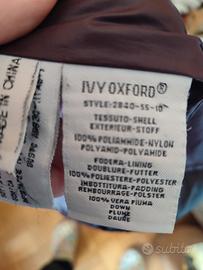 IVY OXFORD®
STYLE:2840-SS-10
TESSUTO-SHELL
EXTERIEUR-STOFF
100%POLIAMMIDE-NYLON
POLYAMID-POLYAMIDE
FODERA-LINING
DOUBLURE-FUTTER
100%POLIESTERE-POLYESTER
IMBOTTITURA-PADDING
REMBOURRAGE-POLSTER
100% VERA PIUMA
DOWN
PLUME
DAUNE
MADE IN CHINA
subito